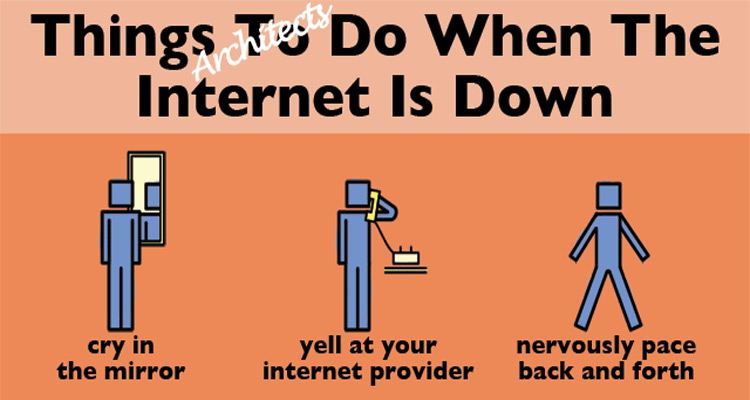 Things To Do When The
Architects
Internet Is Down
cry in
the mirror
yell at your
internet provider
nervously pace
back and forth